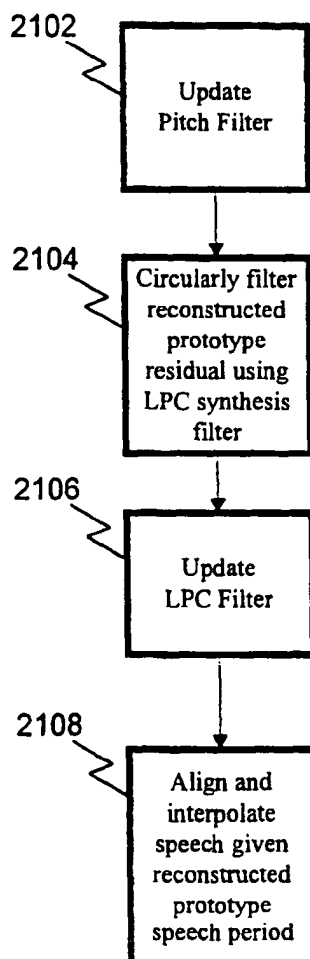 2102
Update
Pitch Filter
2104
Circularly filter
reconstructed
prototype
residual using
LPC synthesis
filter
2106
Update
LPC Filter
2108
Align and
interpolate
speech given
reconstructed
prototype
speech period